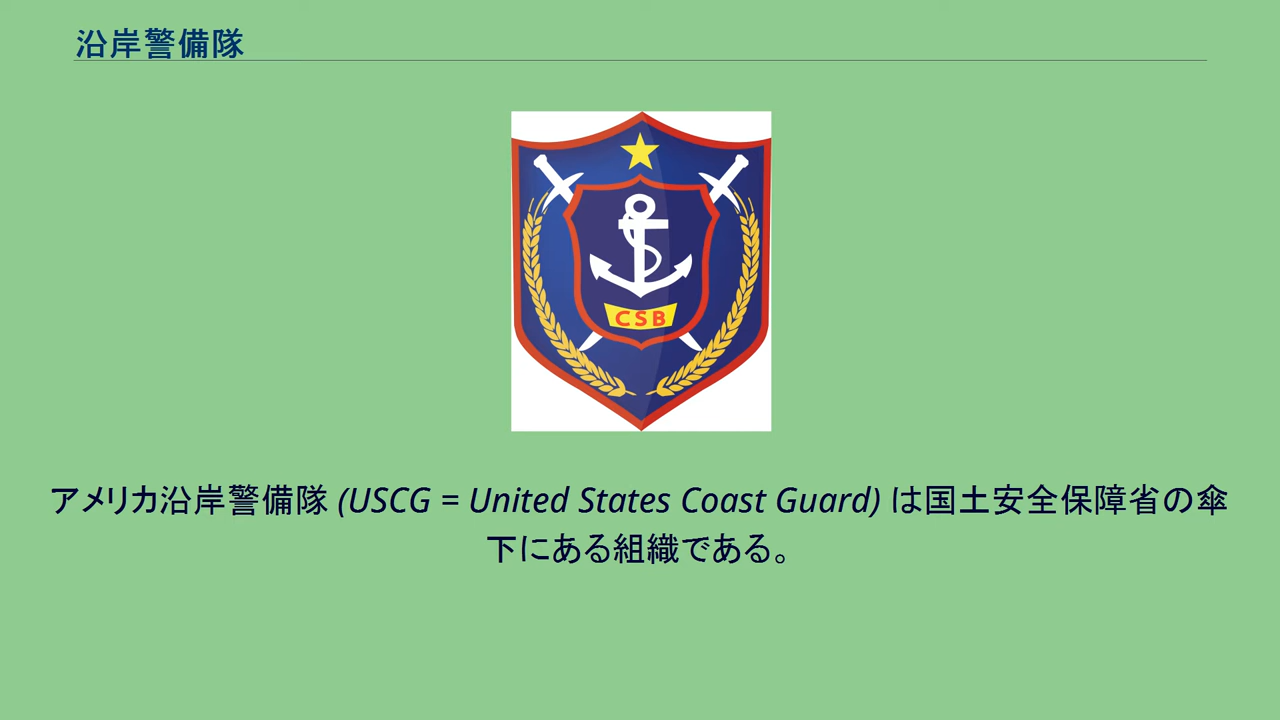 沿岸警備隊
CSB
アメリカ沿岸警備隊 (USCG = United States Coast Guard) は国土安全保障省の傘
下にある組織である。